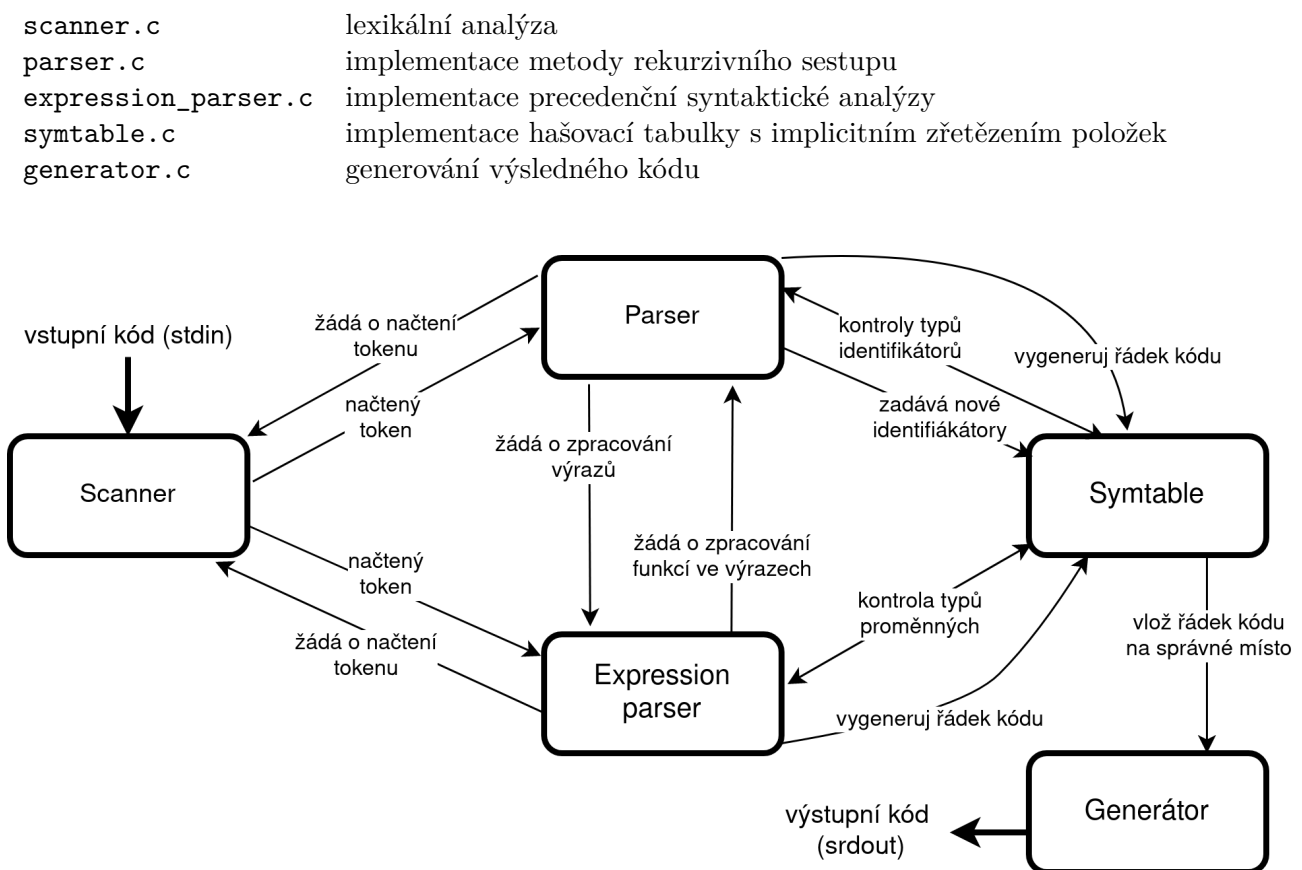 scanner.c lexikální analýza
parser.c implementace metody rekurzivního sestupu
expression_parser.c implementace precedenční syntaktické analýzy
symtable.c implementace hašovací tabulky s implicitním zřetězením položek
generator.c generování výsledného kódu
vstupní kód (stdin)
žádá o načtení
tokenu
Parser
kontroly typů
identifikátorů
vygeneruj řádek kódu
načtený
token
zadává nové
identifiákátory
žádá o zpracování
výrazů
Scanner
Symtable
načtený
token
žádá o zpracování
funkcí ve výrazech
kontrola typů
proměnných
žádá o načtení
tokenu
Expression
parser
vlož řádek kódu
na správné místo
vygeneruj řádek kódu
výstupní kód
(srdout)
Generátor